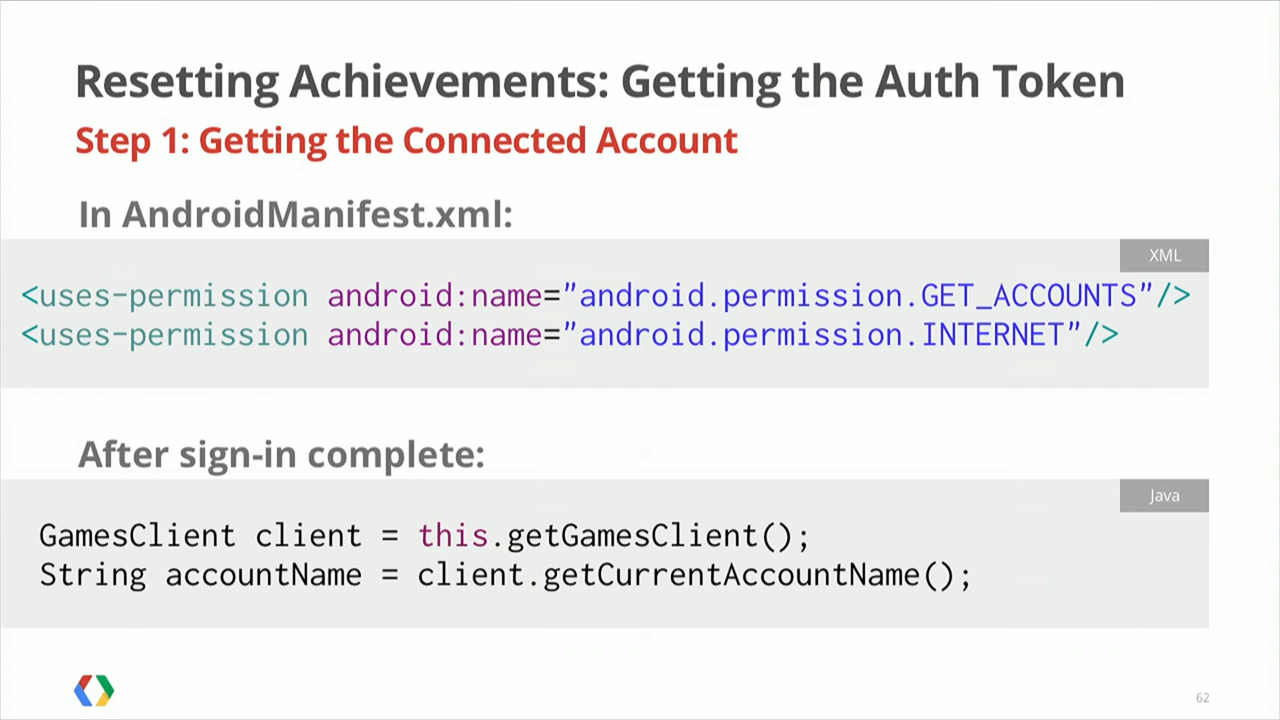 Resetting Achievements: Getting the Auth Token
Step 1: Getting the Connected Account
In AndroidManifest.xml:
XML
<uses-permission android:name="android.permission.GET_ACCOUNTS"/>
<uses-permission android:name="android.permission.INTERNET"/>
After sign-in complete:
Java
GamesClient client = this.getGamesClient();
String accountName = client.getCurrentAccountName();
62